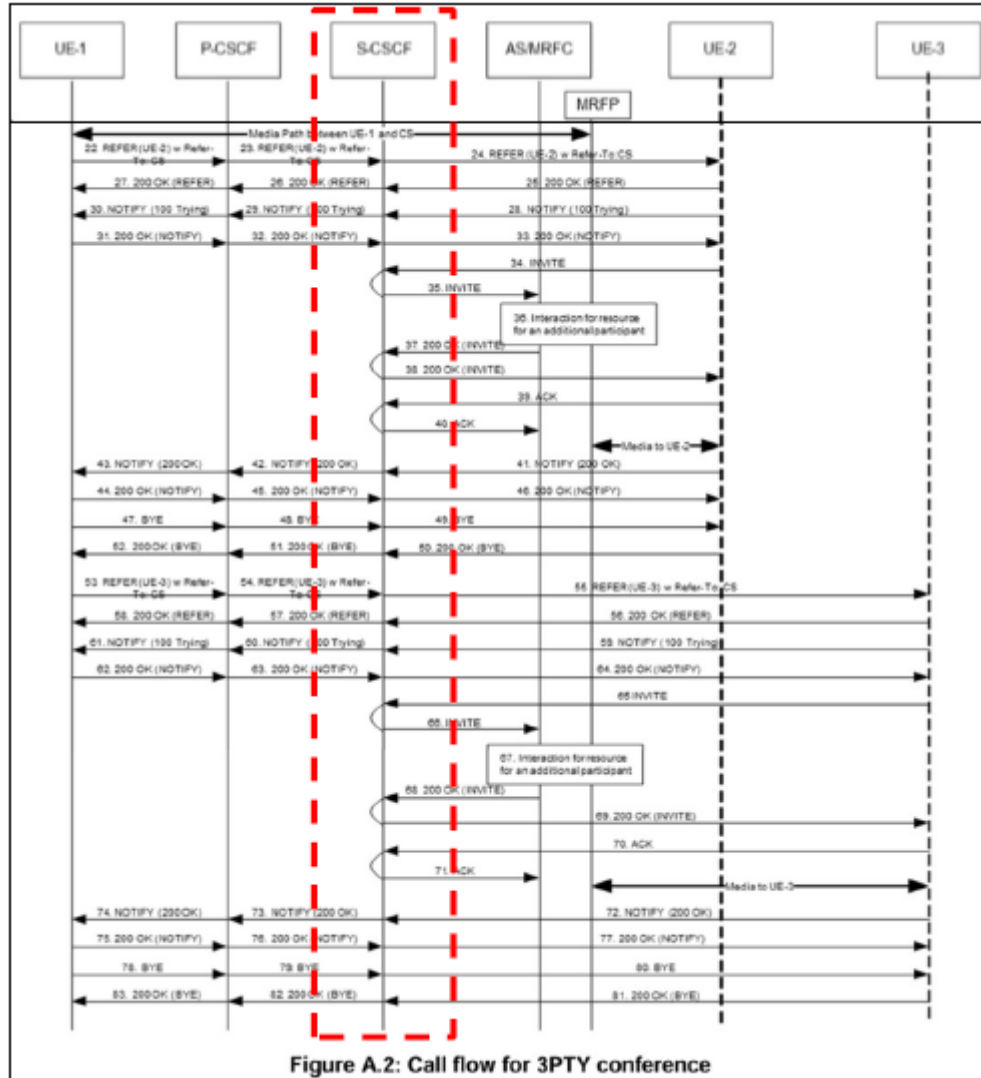 UE-1 P-CSCF S-CSCF AS/MRFC UE-2 UE-3
MRFP
Media Path between UE-1 and CS
22. REFER (UE-2) w Refer-
To: CS
23. REFER (UE-2) w Refer-
To: CS
24. REFER (UE-2) w Refer-To:CS
27. 200 OK (REFER)
26. 200 OK (REFER)
25. 200 OK (REFER)
30. NOTIFY (100 Trying)
29. NOTIFY (100 Trying)
28. NOTIFY (100 Trying)
31. 200 OK (NOTIFY)
32. 200 OK (NOTIFY)
33. 200 OK (NOTIFY)
34. INVITE
35. INVITE
36. Interaction for resource
for an additional participant
37. 200 OK (INVITE)
38. 200 OK (INVITE)
39. ACK
40. ACK
Media to UE-2
43. NOTIFY (200 OK)
42. NOTIFY (200 OK)
41. NOTIFY (200 OK)
44. 200 OK (NOTIFY)
45. 200 OK (NOTIFY)
46. 200 OK (NOTIFY)
47. BYE
48. BYE
49. BYE
52. 200 OK (BYE)
51. 200 OK (BYE)
50. 200 OK (BYE)
53. REFER (UE-3) w Refer-
To: CS
54. REFER (UE-3) w Refer-
To: CS
55. REFER (UE-3) w Refer-To: CS
58. 200 OK (REFER)
57. 200 OK (REFER)
56. 200 OK (REFER)
61. NOTIFY (100 Trying)
60. NOTIFY (100 Trying)
59. NOTIFY (100 Trying)
62. 200 OK (NOTIFY)
63. 200 OK (NOTIFY)
64. 200 OK (NOTIFY)
65 INVITE
66. INVITE
67. Interaction for resource
for an additional participant
68. 200 OK (INVITE)
69. 200 OK (INVITE)
70. ACK
71. ACK
Media to UE-3
74. NOTIFY (200 OK)
73. NOTIFY (200 OK)
72. NOTIFY (200 OK)
75. 200 OK (NOTIFY)
76. 200 OK (NOTIFY)
77. 200 OK (NOTIFY)
78. BYE
79. BYE
80. BYE
83. 200 OK (BYE)
82. 200 OK (BYE)
81. 200 OK (BYE)
Figure A.2: Call flow for 3PTY conference